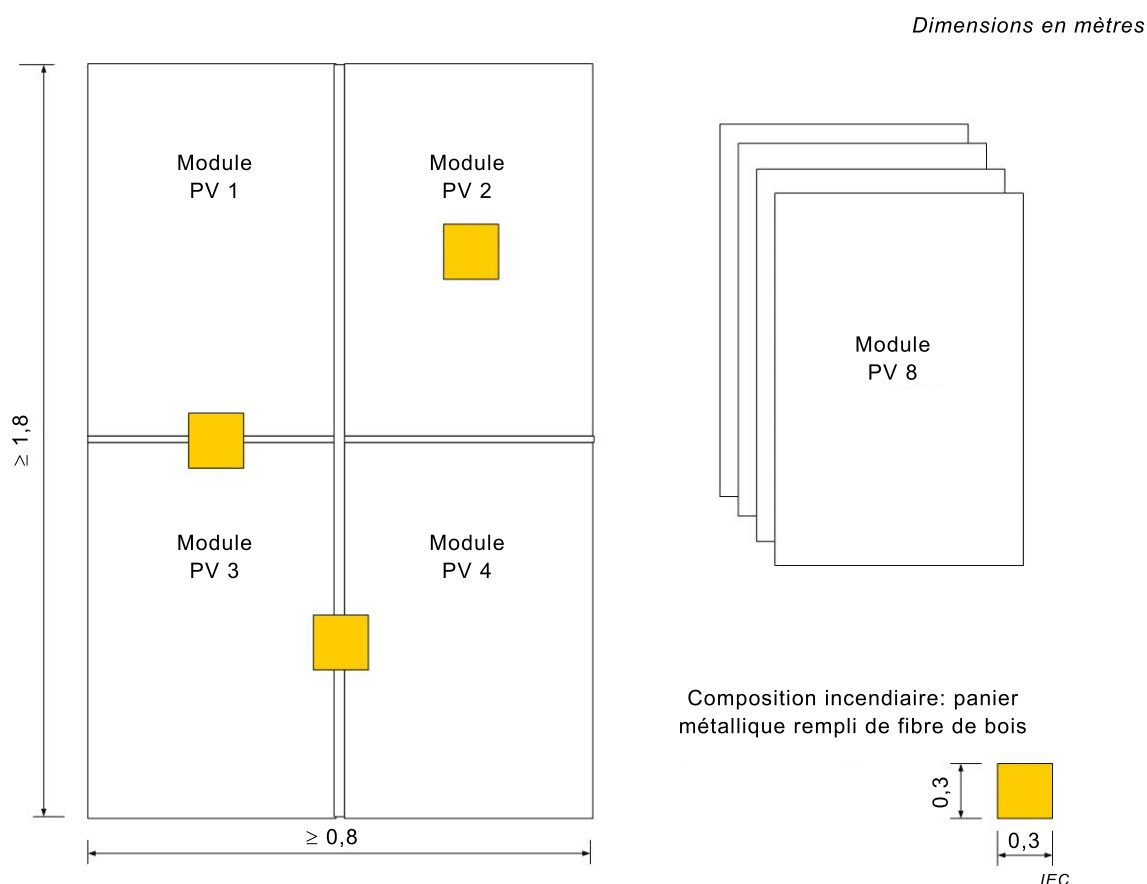 Dimensions en mètres
Module
PV 1
Module
PV 2
≥ 1,8
Module
PV 3
Module
PV 4
≥ 0,8
Module
PV 8
Composition incendiaire: panier
métallique rempli de fibre de bois
0,3
0,3
IEC